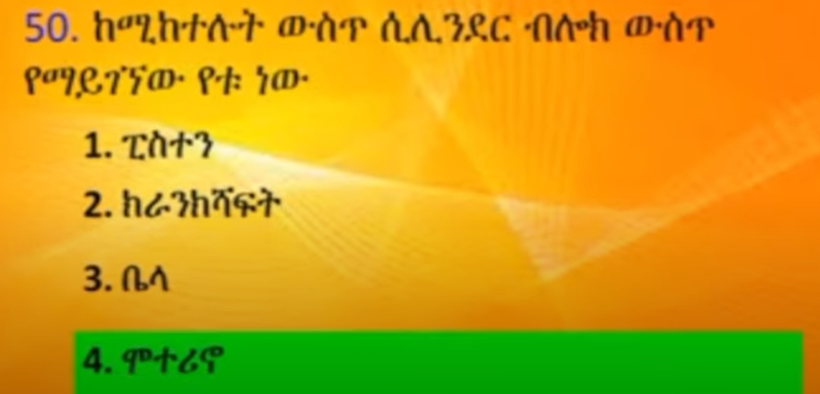 50. ከሚከተሉት ውስጥ ሲሊንደር ብሎክ ውስጥ
የማይገኘው የቱ ነው
1. ፒስተን
2. ክራንክሻፍት
3. ቤላ
4. ሞተሪኖ